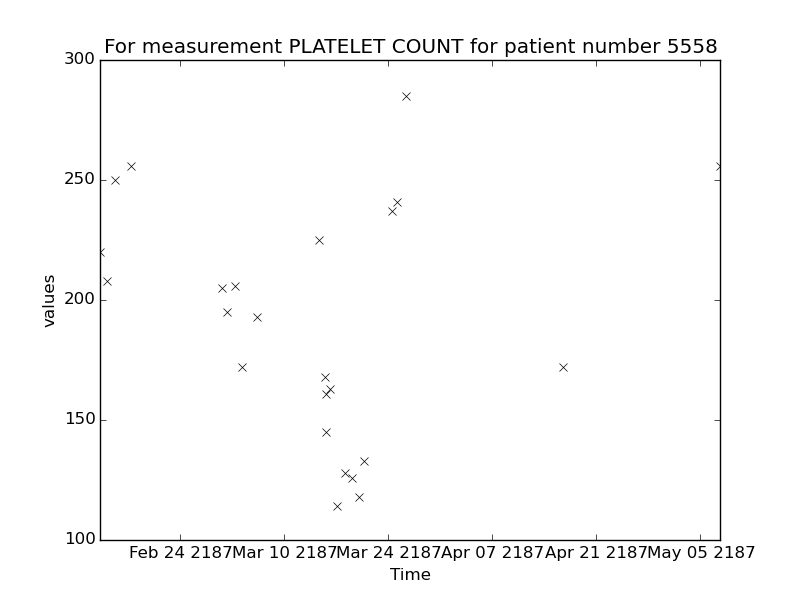 For measurement PLATELET COUNT for patient number 5558
300
250
200
150
100
values
Feb 24 2187 Mar 10 2187 Mar 24 2187 Apr 07 2187 Apr 21 2187 May 05 2187
Time